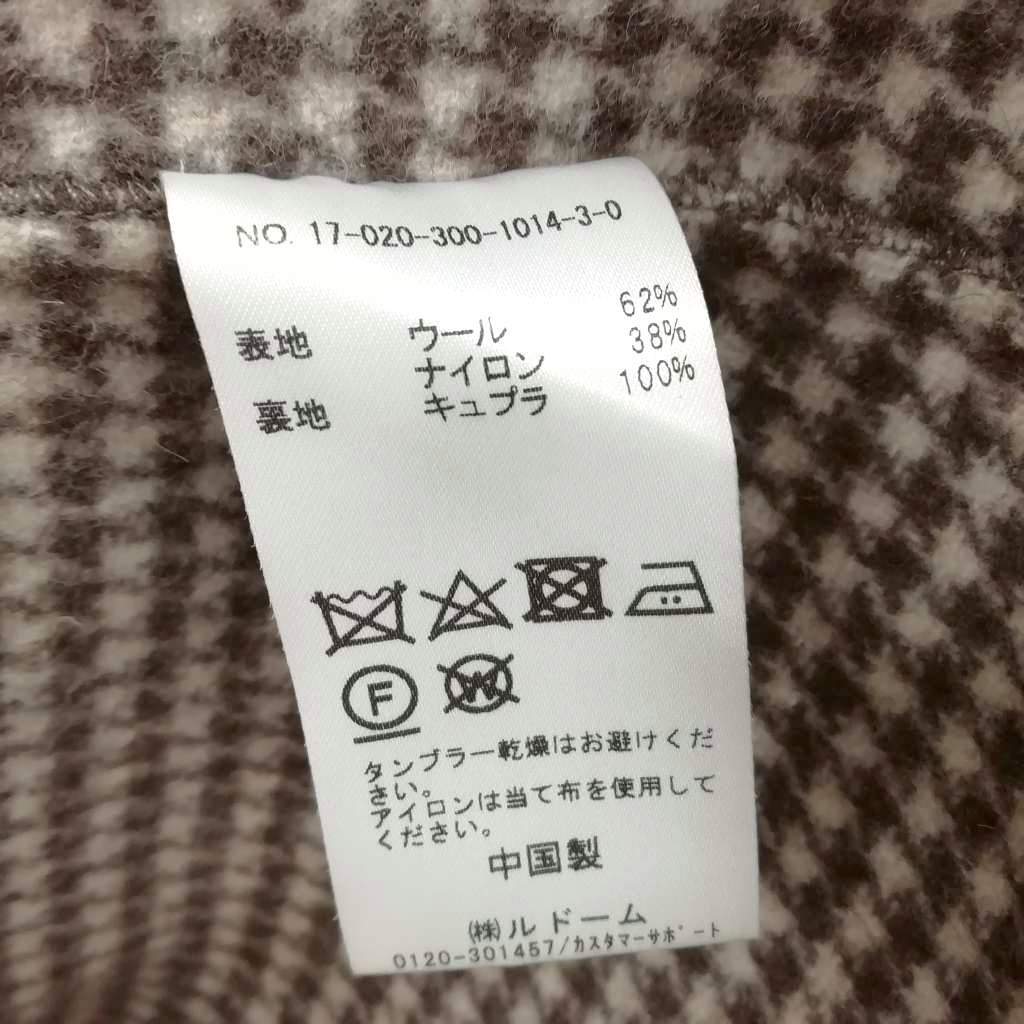 NO. 17-020-300-1014-3-0
表地 ウール 62%
ナイロン 38%
裏地 キュプラ 100%
F W
タンブラー乾燥はお避けくだ
さい。
アイロンは当て布を使用して
ください。
中国製
㈱ルドーム
0120-301457/カスタマーサポート